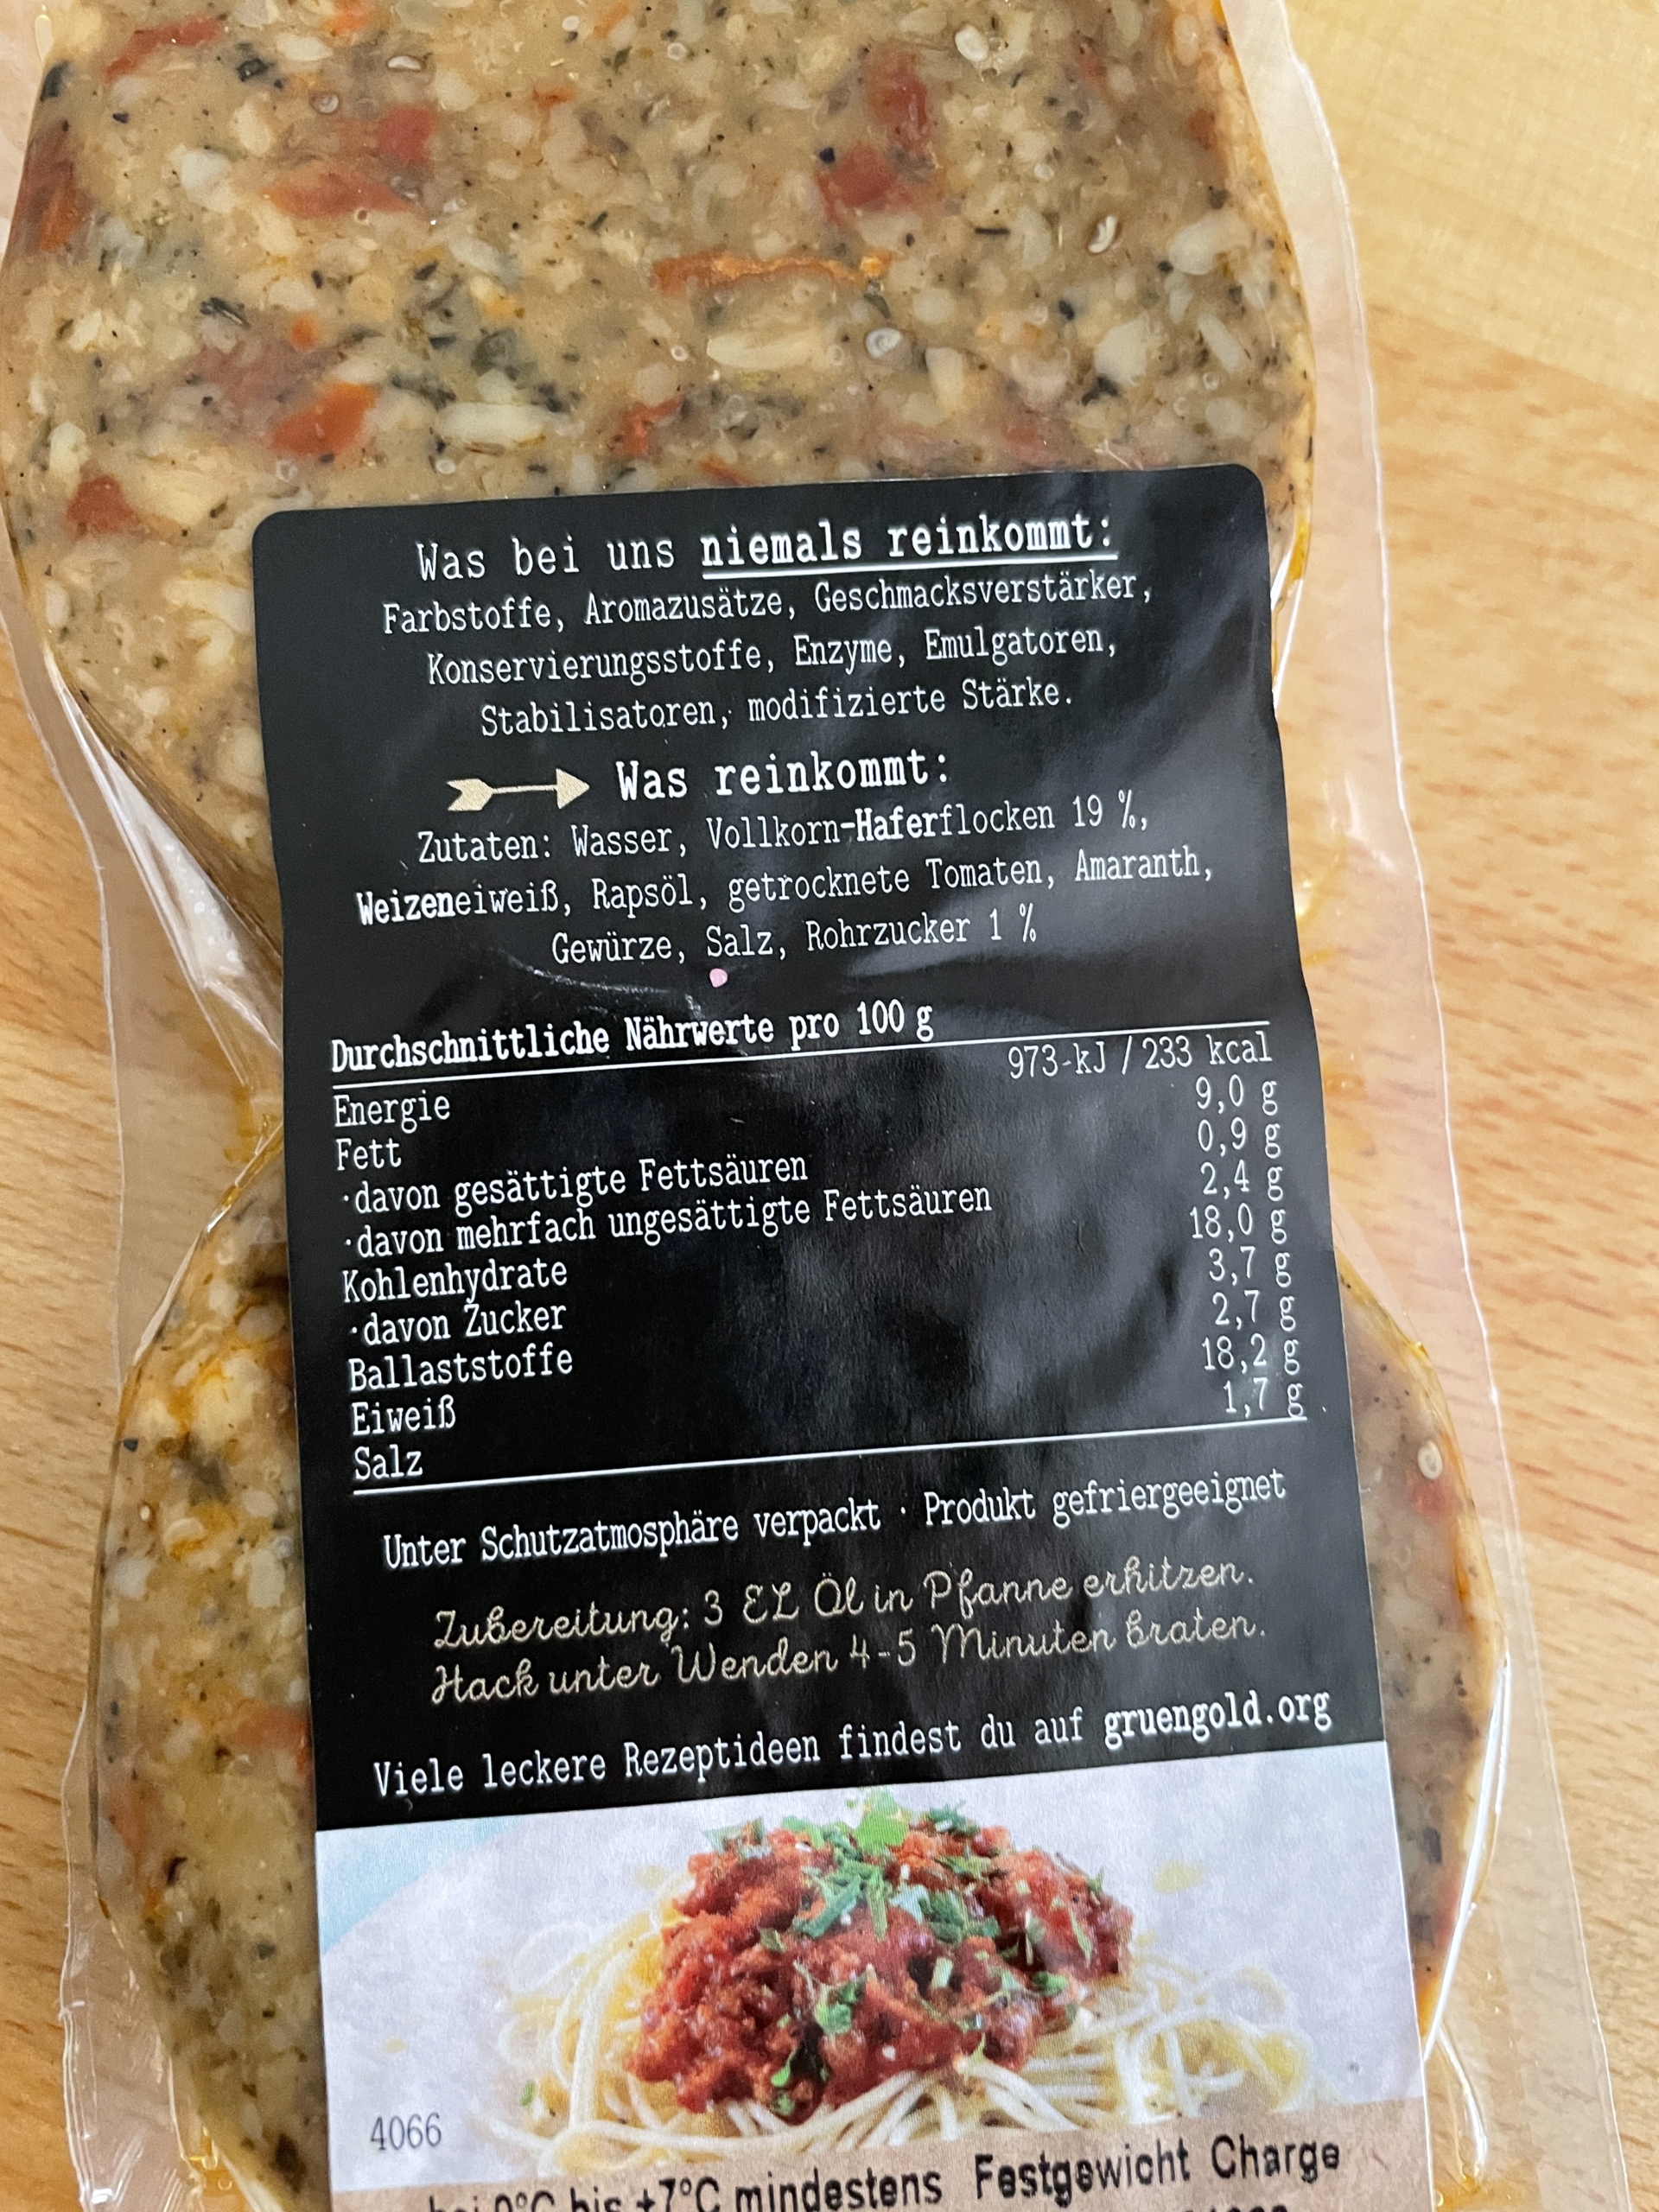 Was bei uns niemals reinkommt:
Farbstoffe, Aromazusätze, Geschmacksverstärker,
Konservierungsstoffe, Enzyme, Emulgatoren,
Stabilisatoren, modifizierte Stärke.
Was reinkommt:
Zutaten: Wasser, Vollkorn-Haferflocken 19 %,
Weizeneiweiß, Rapsöl, getrocknete Tomaten, Amaranth,
Gewürze, Salz, Rohrzucker 1 %
Durchschnittliche Nährwerte pro 100 g
Energie 973-kJ / 233 kcal
Fett 9,0 g
·davon gesättigte Fettsäuren 0,9 g
·davon mehrfach ungesättigte Fettsäuren 2,4 g
Kohlenhydrate 18,0 g
·davon Zucker 3,7 g
Ballaststoffe 2,7 g
Eiweiß 18,2 g
Salz 1,7 g
Unter Schutzatmosphäre verpackt · Produkt gefriergeeignet
Zubereitung: 3 EL Öl in Pfanne erhitzen.
Hack unter Wenden 4-5 Minuten braten.
Viele leckere Rezeptideen findest du auf gruengold.org
4066
bei 0°C bis +7°C mindestens Festgewicht Charge